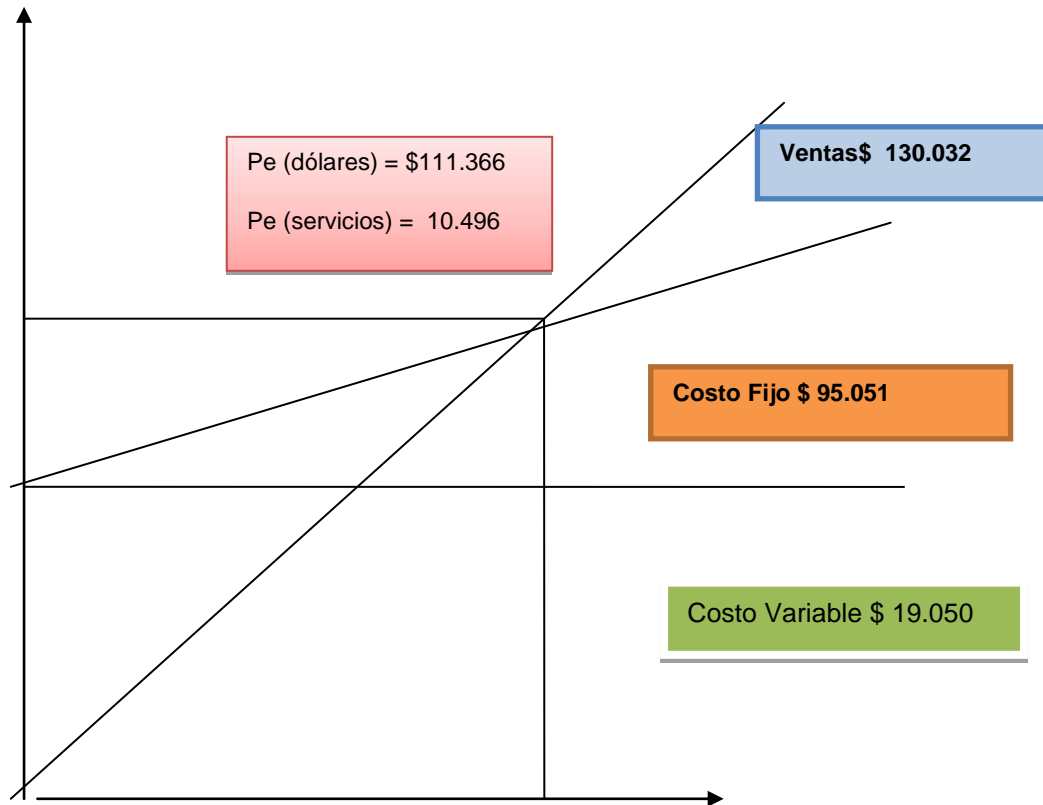 Pe (dólares) = $111.366
Pe (servicios) =  10.496
Ventas$  130.032
Costo Fijo $ 95.051
Costo Variable $ 19.050